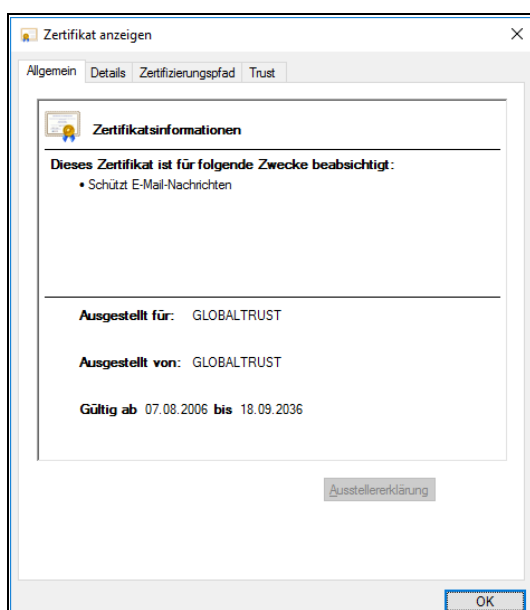 Zertifikat anzeigen
Allgemein Details Zertifizierungspfad Trust
Zertifikatsinformationen
Dieses Zertifikat ist für folgende Zwecke beabsichtigt:
• Schützt E-Mail-Nachrichten
Ausgestellt für: GLOBALTRUST
Ausgestellt von: GLOBALTRUST
Gültig ab 07.08.2006 bis 18.09.2036
Ausstellererklärung
OK